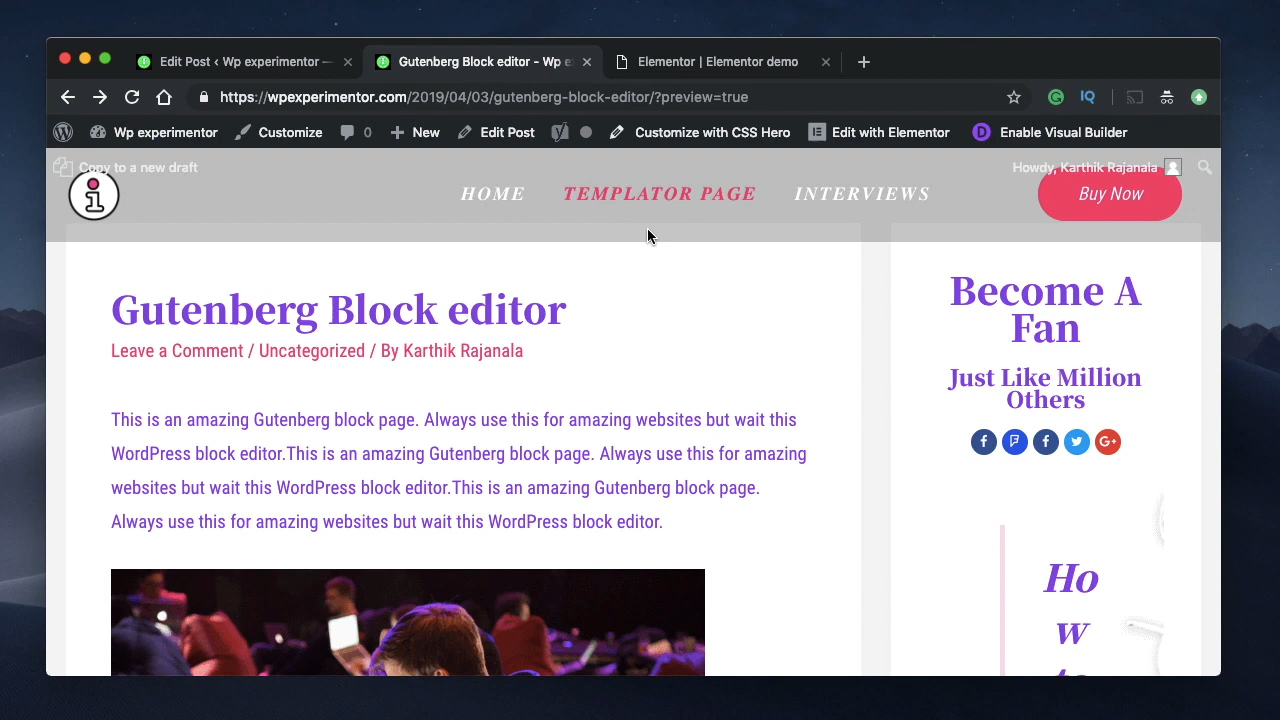 Edit Post ‹ Wp experimentor —
Gutenberg Block editor - Wp e
Elementor | Elementor demo
https://wpexperimentor.com/2019/04/03/gutenberg-block-editor/?preview=true
IQ
Wp experimentor
Customize
0
New
Edit Post
Customize with CSS Hero
Edit with Elementor
D Enable Visual Builder
Copy to a new draft
Howdy, Karthik Rajanala
HOME
TEMPLATOR PAGE
INTERVIEWS
Buy Now
Gutenberg Block editor
Leave a Comment / Uncategorized / By Karthik Rajanala
This is an amazing Gutenberg block page. Always use this for amazing websites but wait this
WordPress block editor.This is an amazing Gutenberg block page. Always use this for amazing
websites but wait this WordPress block editor.This is an amazing Gutenberg block page.
Always use this for amazing websites but wait this WordPress block editor.
Become A
Fan
Just Like Million
Others
Ho
w